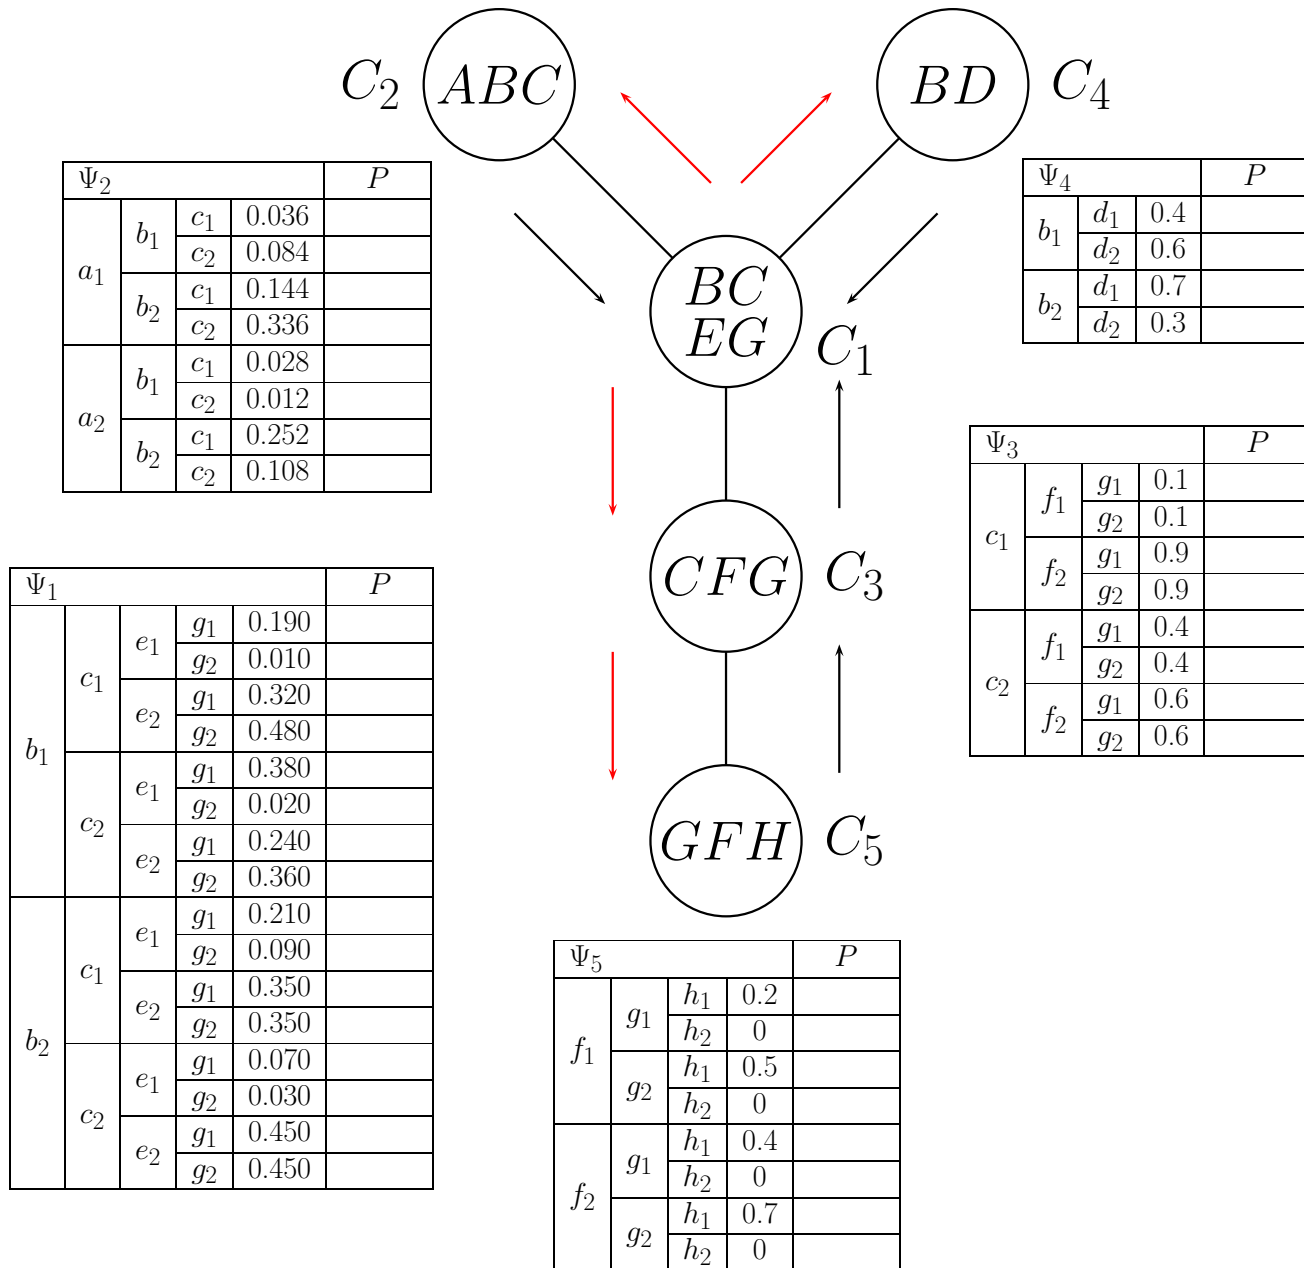 C2 ABC BD C4
Ψ2 P
a1 b1 c1 0.036
c2 0.084
b2 c1 0.144
c2 0.336
a2 b1 c1 0.028
c2 0.012
b2 c1 0.252
c2 0.108
Ψ4 P
b1 d1 0.4
d2 0.6
b2 d1 0.7
d2 0.3
BC
EG
C1
Ψ3 P
c1 f1 g1 0.1
g2 0.1
f2 g1 0.9
g2 0.9
c2 f1 g1 0.4
g2 0.4
f2 g1 0.6
g2 0.6
CFG C3
Ψ1 P
b1 c1 e1 g1 0.190
g2 0.010
e2 g1 0.320
g2 0.480
c2 e1 g1 0.380
g2 0.020
e2 g1 0.240
g2 0.360
b2 c1 e1 g1 0.210
g2 0.090
e2 g1 0.350
g2 0.350
c2 e1 g1 0.070
g2 0.030
e2 g1 0.450
g2 0.450
GFH C5
Ψ5 P
f1 g1 h1 0.2
h2 0
g2 h1 0.5
h2 0
f2 g1 h1 0.4
h2 0
g2 h1 0.7
h2 0